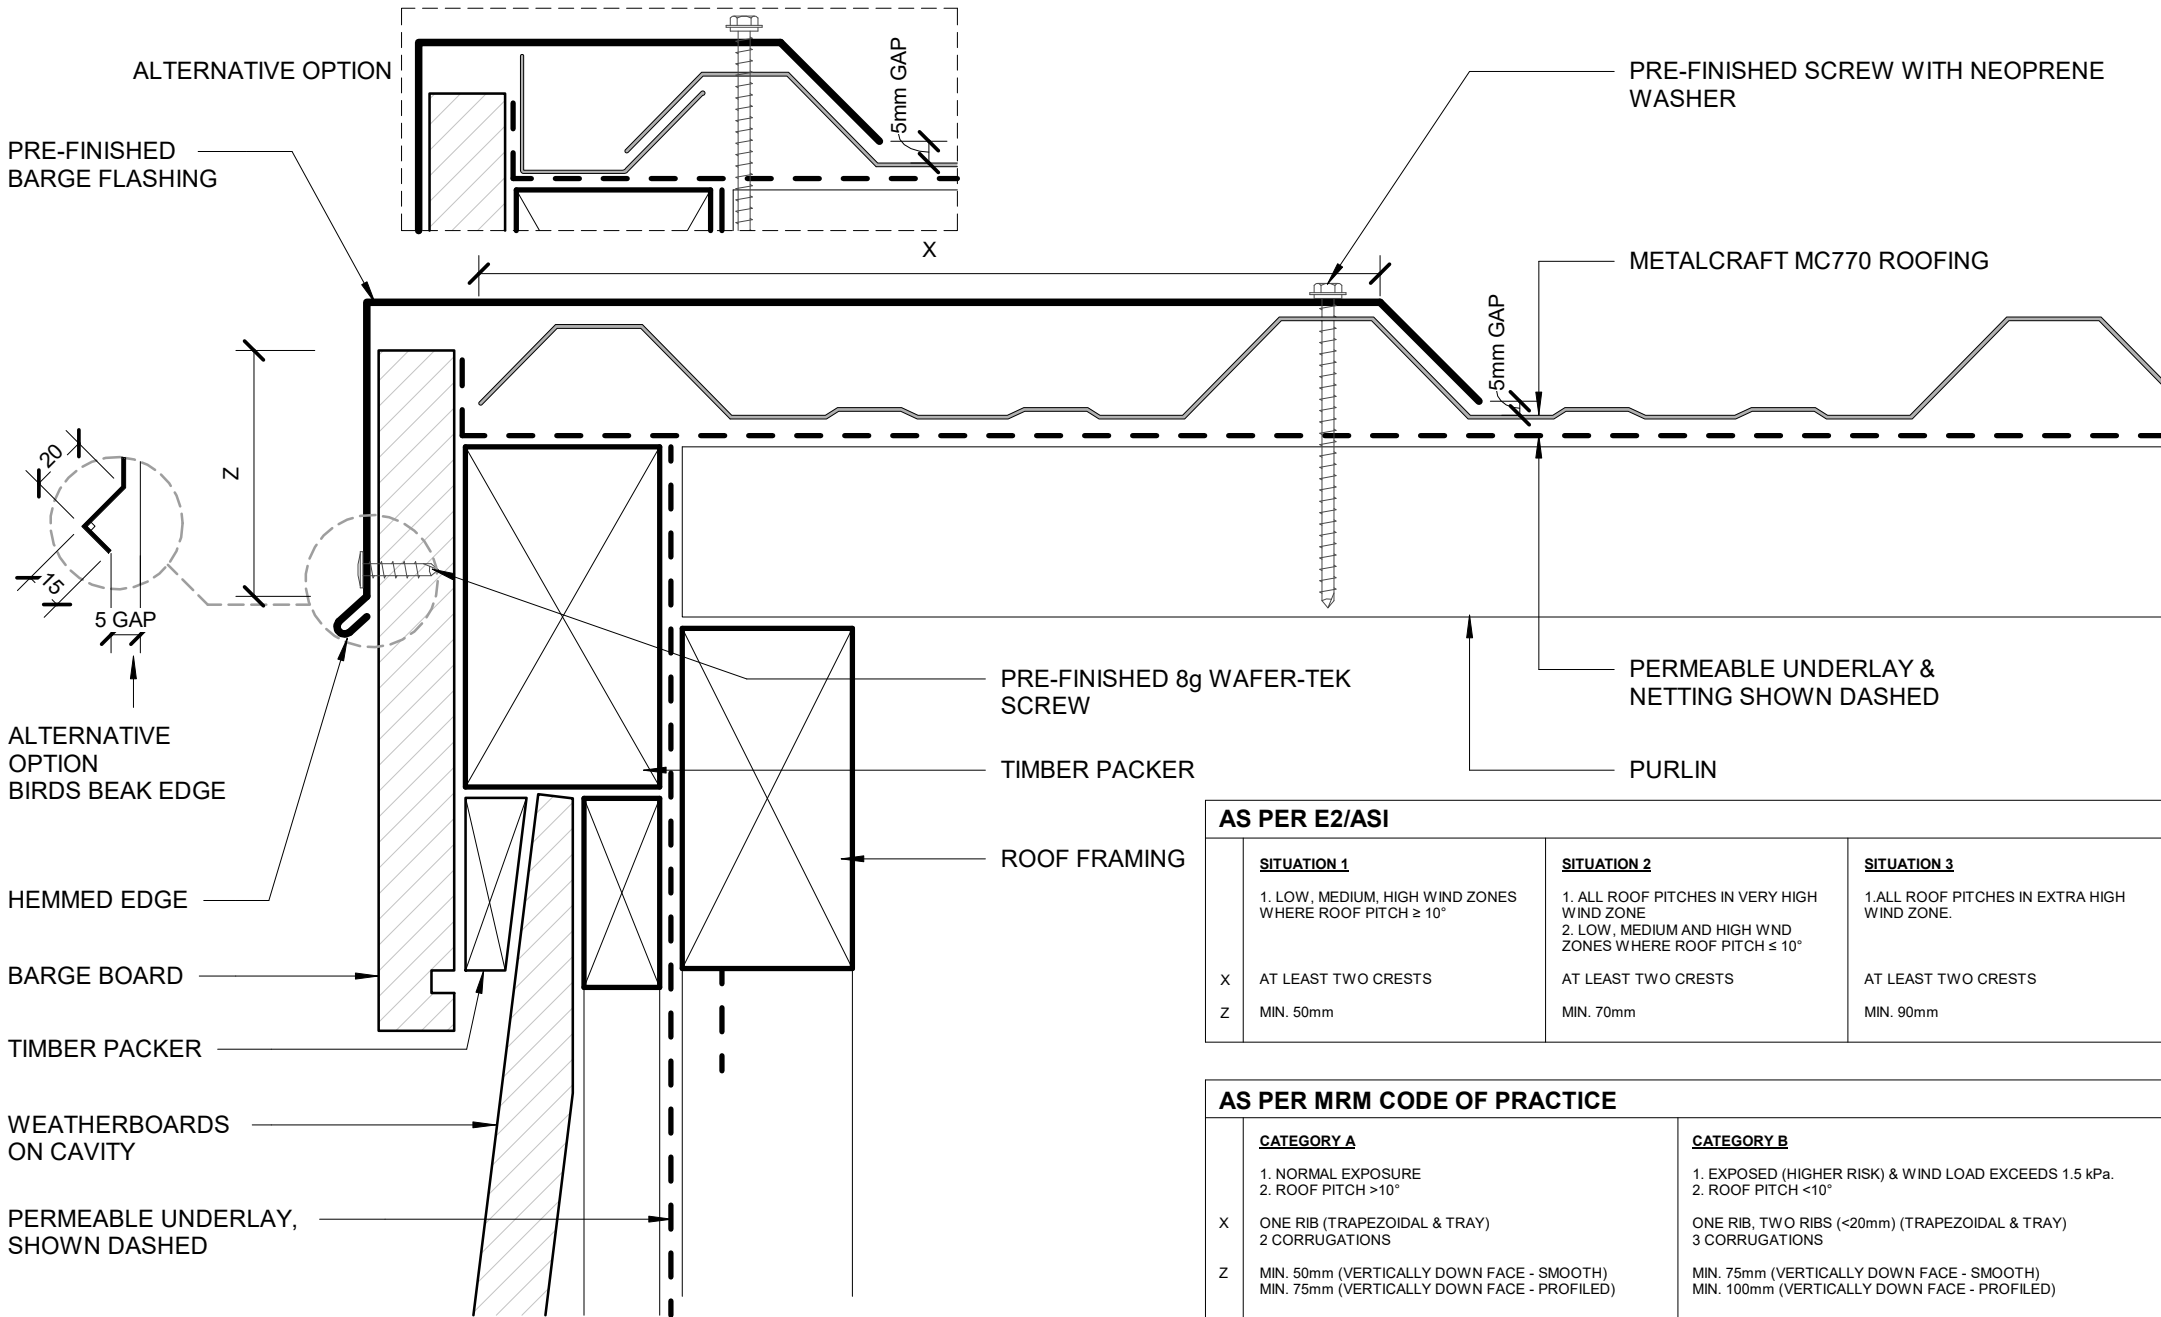 ALTERNATIVE OPTION
5mm GAP
PRE-FINISHED SCREW WITH NEOPRENE
WASHER
PRE-FINISHED
BARGE FLASHING
X
METALCRAFT MC770 ROOFING
5mm GAP
Z
20
15
5 GAP
ALTERNATIVE
OPTION
BIRDS BEAK EDGE
PRE-FINISHED 8g WAFER-TEK
SCREW
PERMEABLE UNDERLAY &
NETTING SHOWN DASHED
TIMBER PACKER
PURLIN
ROOF FRAMING
HEMMED EDGE
BARGE BOARD
TIMBER PACKER
WEATHERBOARDS
ON CAVITY
PERMEABLE UNDERLAY,
SHOWN DASHED
AS PER E2/ASI
SITUATION 1
1. LOW, MEDIUM, HIGH WIND ZONES
WHERE ROOF PITCH ≥ 10°
SITUATION 2
1. ALL ROOF PITCHES IN VERY HIGH
WIND ZONE
2. LOW, MEDIUM AND HIGH WND
ZONES WHERE ROOF PITCH ≤ 10°
SITUATION 3
1.ALL ROOF PITCHES IN EXTRA HIGH
WIND ZONE.
X AT LEAST TWO CRESTS AT LEAST TWO CRESTS AT LEAST TWO CRESTS
Z MIN. 50mm MIN. 70mm MIN. 90mm
AS PER MRM CODE OF PRACTICE
CATEGORY A
1. NORMAL EXPOSURE
2. ROOF PITCH >10°
X ONE RIB (TRAPEZOIDAL & TRAY)
2 CORRUGATIONS
Z MIN. 50mm (VERTICALLY DOWN FACE - SMOOTH)
MIN. 75mm (VERTICALLY DOWN FACE - PROFILED)
CATEGORY B
1. EXPOSED (HIGHER RISK) & WIND LOAD EXCEEDS 1.5 kPa.
2. ROOF PITCH <10°
ONE RIB, TWO RIBS (<20mm) (TRAPEZOIDAL & TRAY)
3 CORRUGATIONS
MIN. 75mm (VERTICALLY DOWN FACE - SMOOTH)
MIN. 100mm (VERTICALLY DOWN FACE - PROFILED)